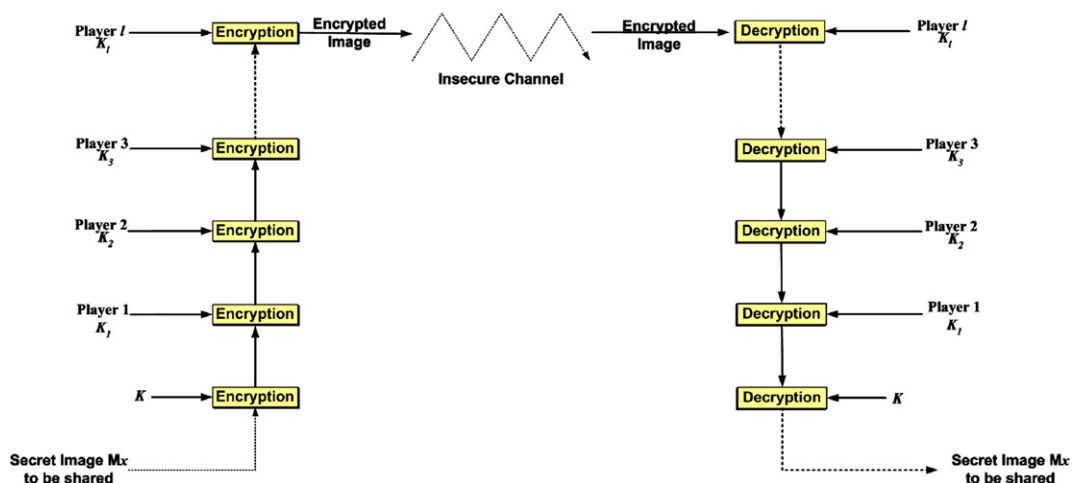 Player l
K_l
Encryption
Encrypted
Image
Insecure Channel
Encrypted
Image
Decryption
Player l
K_l
Player 3
K_3
Encryption
Decryption
Player 3
K_3
Player 2
K_2
Encryption
Decryption
Player 2
K_2
Player 1
K_1
Encryption
Decryption
Player 1
K_1
K
Encryption
Decryption
K
Secret Image Mx
to be shared
Secret Image Mx
to be shared